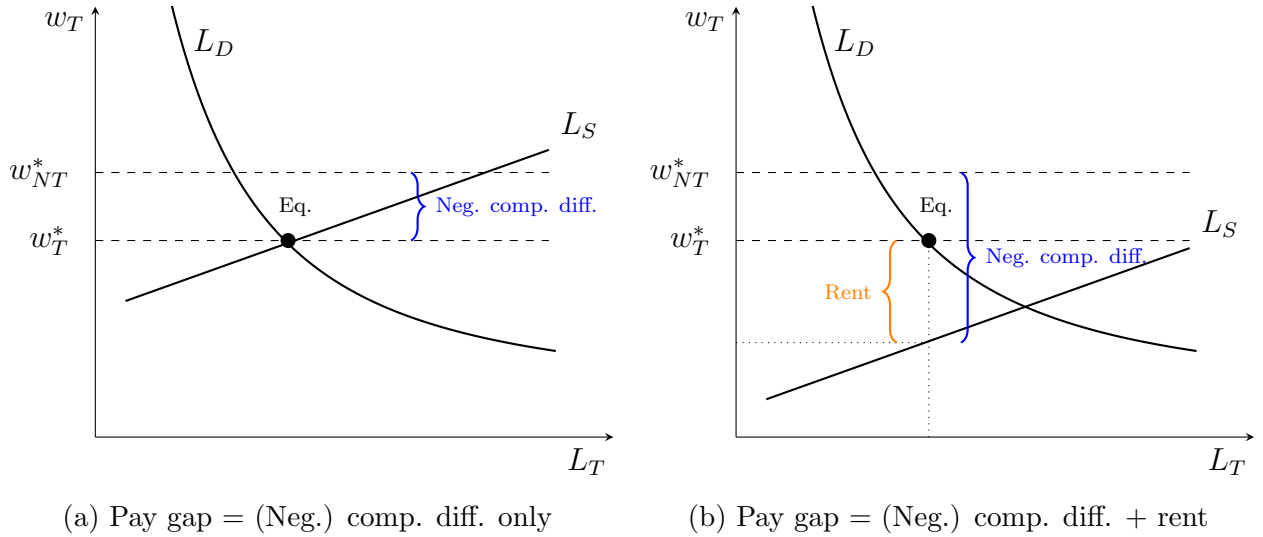 w_T
L_D
L_S
w*_NT
Eq.
Neg. comp. diff.
w*_T
L_T
(a) Pay gap = (Neg.) comp. diff. only
w_T
L_D
w*_NT
Eq.
w*_T
L_S
Neg. comp. diff.
Rent
L_T
(b) Pay gap = (Neg.) comp. diff. + rent